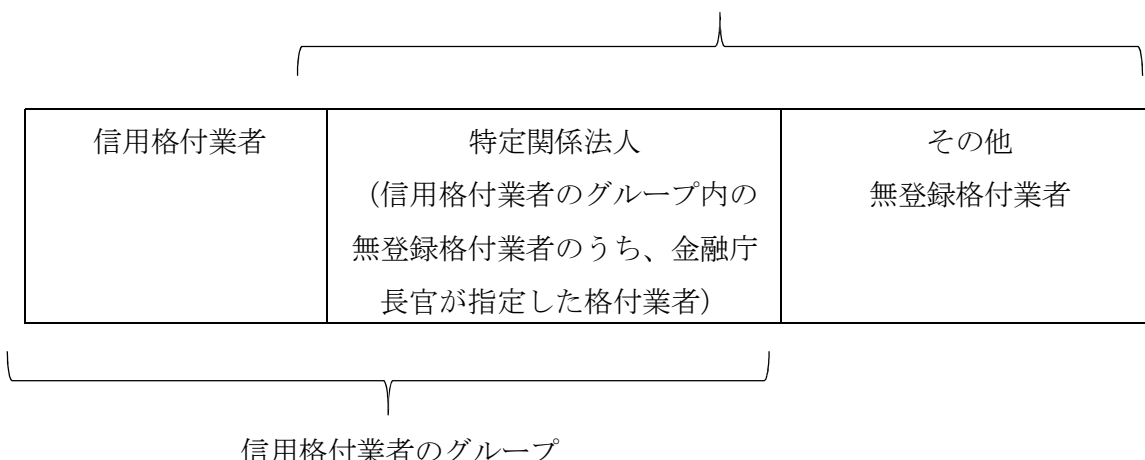 信用格付業者
特定関係法人
（信用格付業者のグループ内の
無登録格付業者のうち、金融庁
長官が指定した格付業者）
その他
無登録格付業者
信用格付業者のグループ